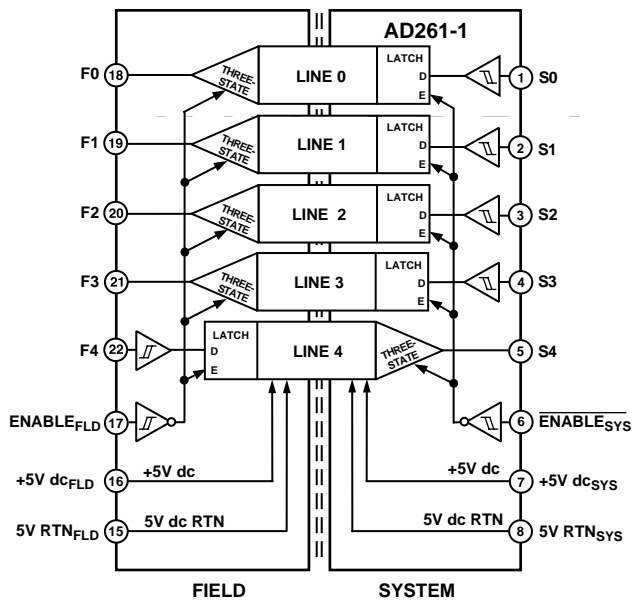 AD261-1
F0 18 THREE-STATE LINE 0 LATCH D E 1 S0
F1 19 THREE-STATE LINE 1 LATCH D E 2 S1
F2 20 THREE-STATE LINE 2 LATCH D E 3 S2
F3 21 THREE-STATE LINE 3 LATCH D E 4 S3
F4 22 LATCH D E LINE 4 THREE-STATE 5 S4
ENABLEFLD 17 6 ENABLESYS
+5V dcFLD 16 +5V dc +5V dc 7 +5V dcSYS
5V RTNFLD 15 5V dc RTN 5V dc RTN 8 5V RTNSYS
FIELD SYSTEM